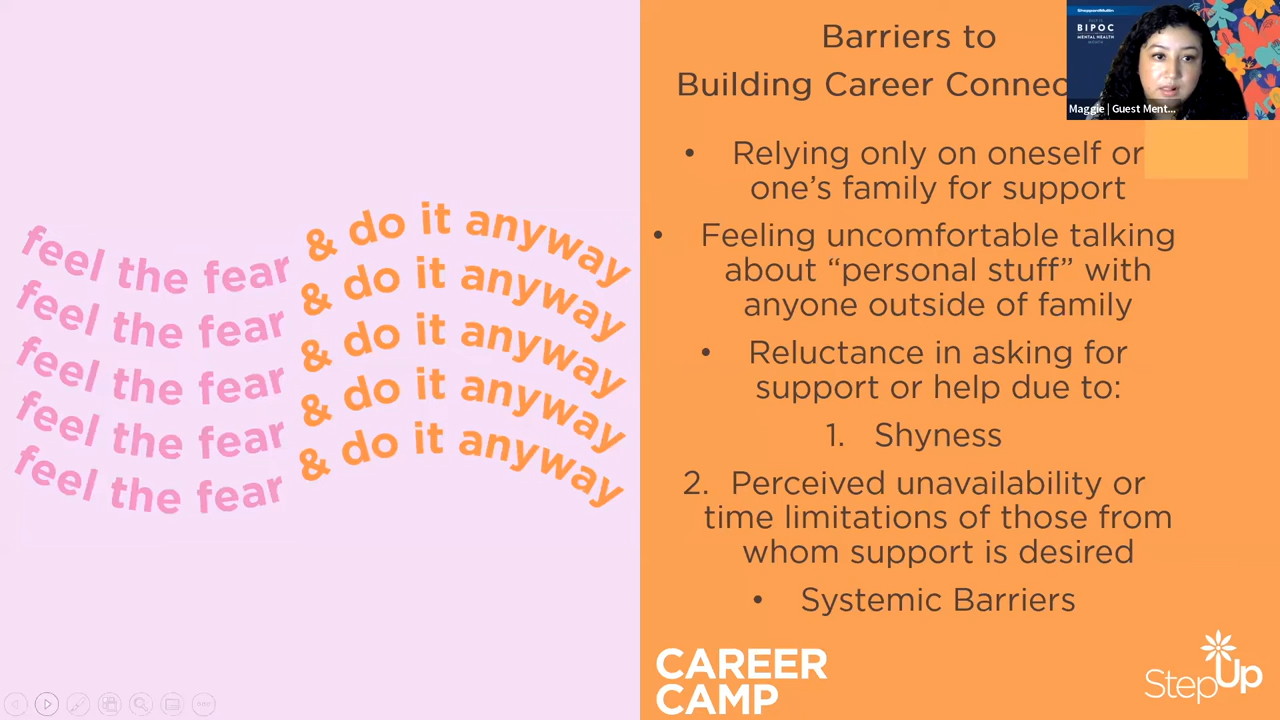 feel the fear & do it anyway
feel the fear & do it anyway
feel the fear & do it anyway
feel the fear & do it anyway
feel the fear & do it anyway
Barriers to
Building Career Connec
• Relying only on oneself or
one’s family for support
• Feeling uncomfortable talking
about “personal stuff” with
anyone outside of family
• Reluctance in asking for
support or help due to:
1. Shyness
2. Perceived unavailability or
time limitations of those from
whom support is desired
• Systemic Barriers
CAREER
CAMP
StepUp
SheppardMullin
BIPOC
MENTAL HEALTH
MONTH
Maggie | Guest Ment...